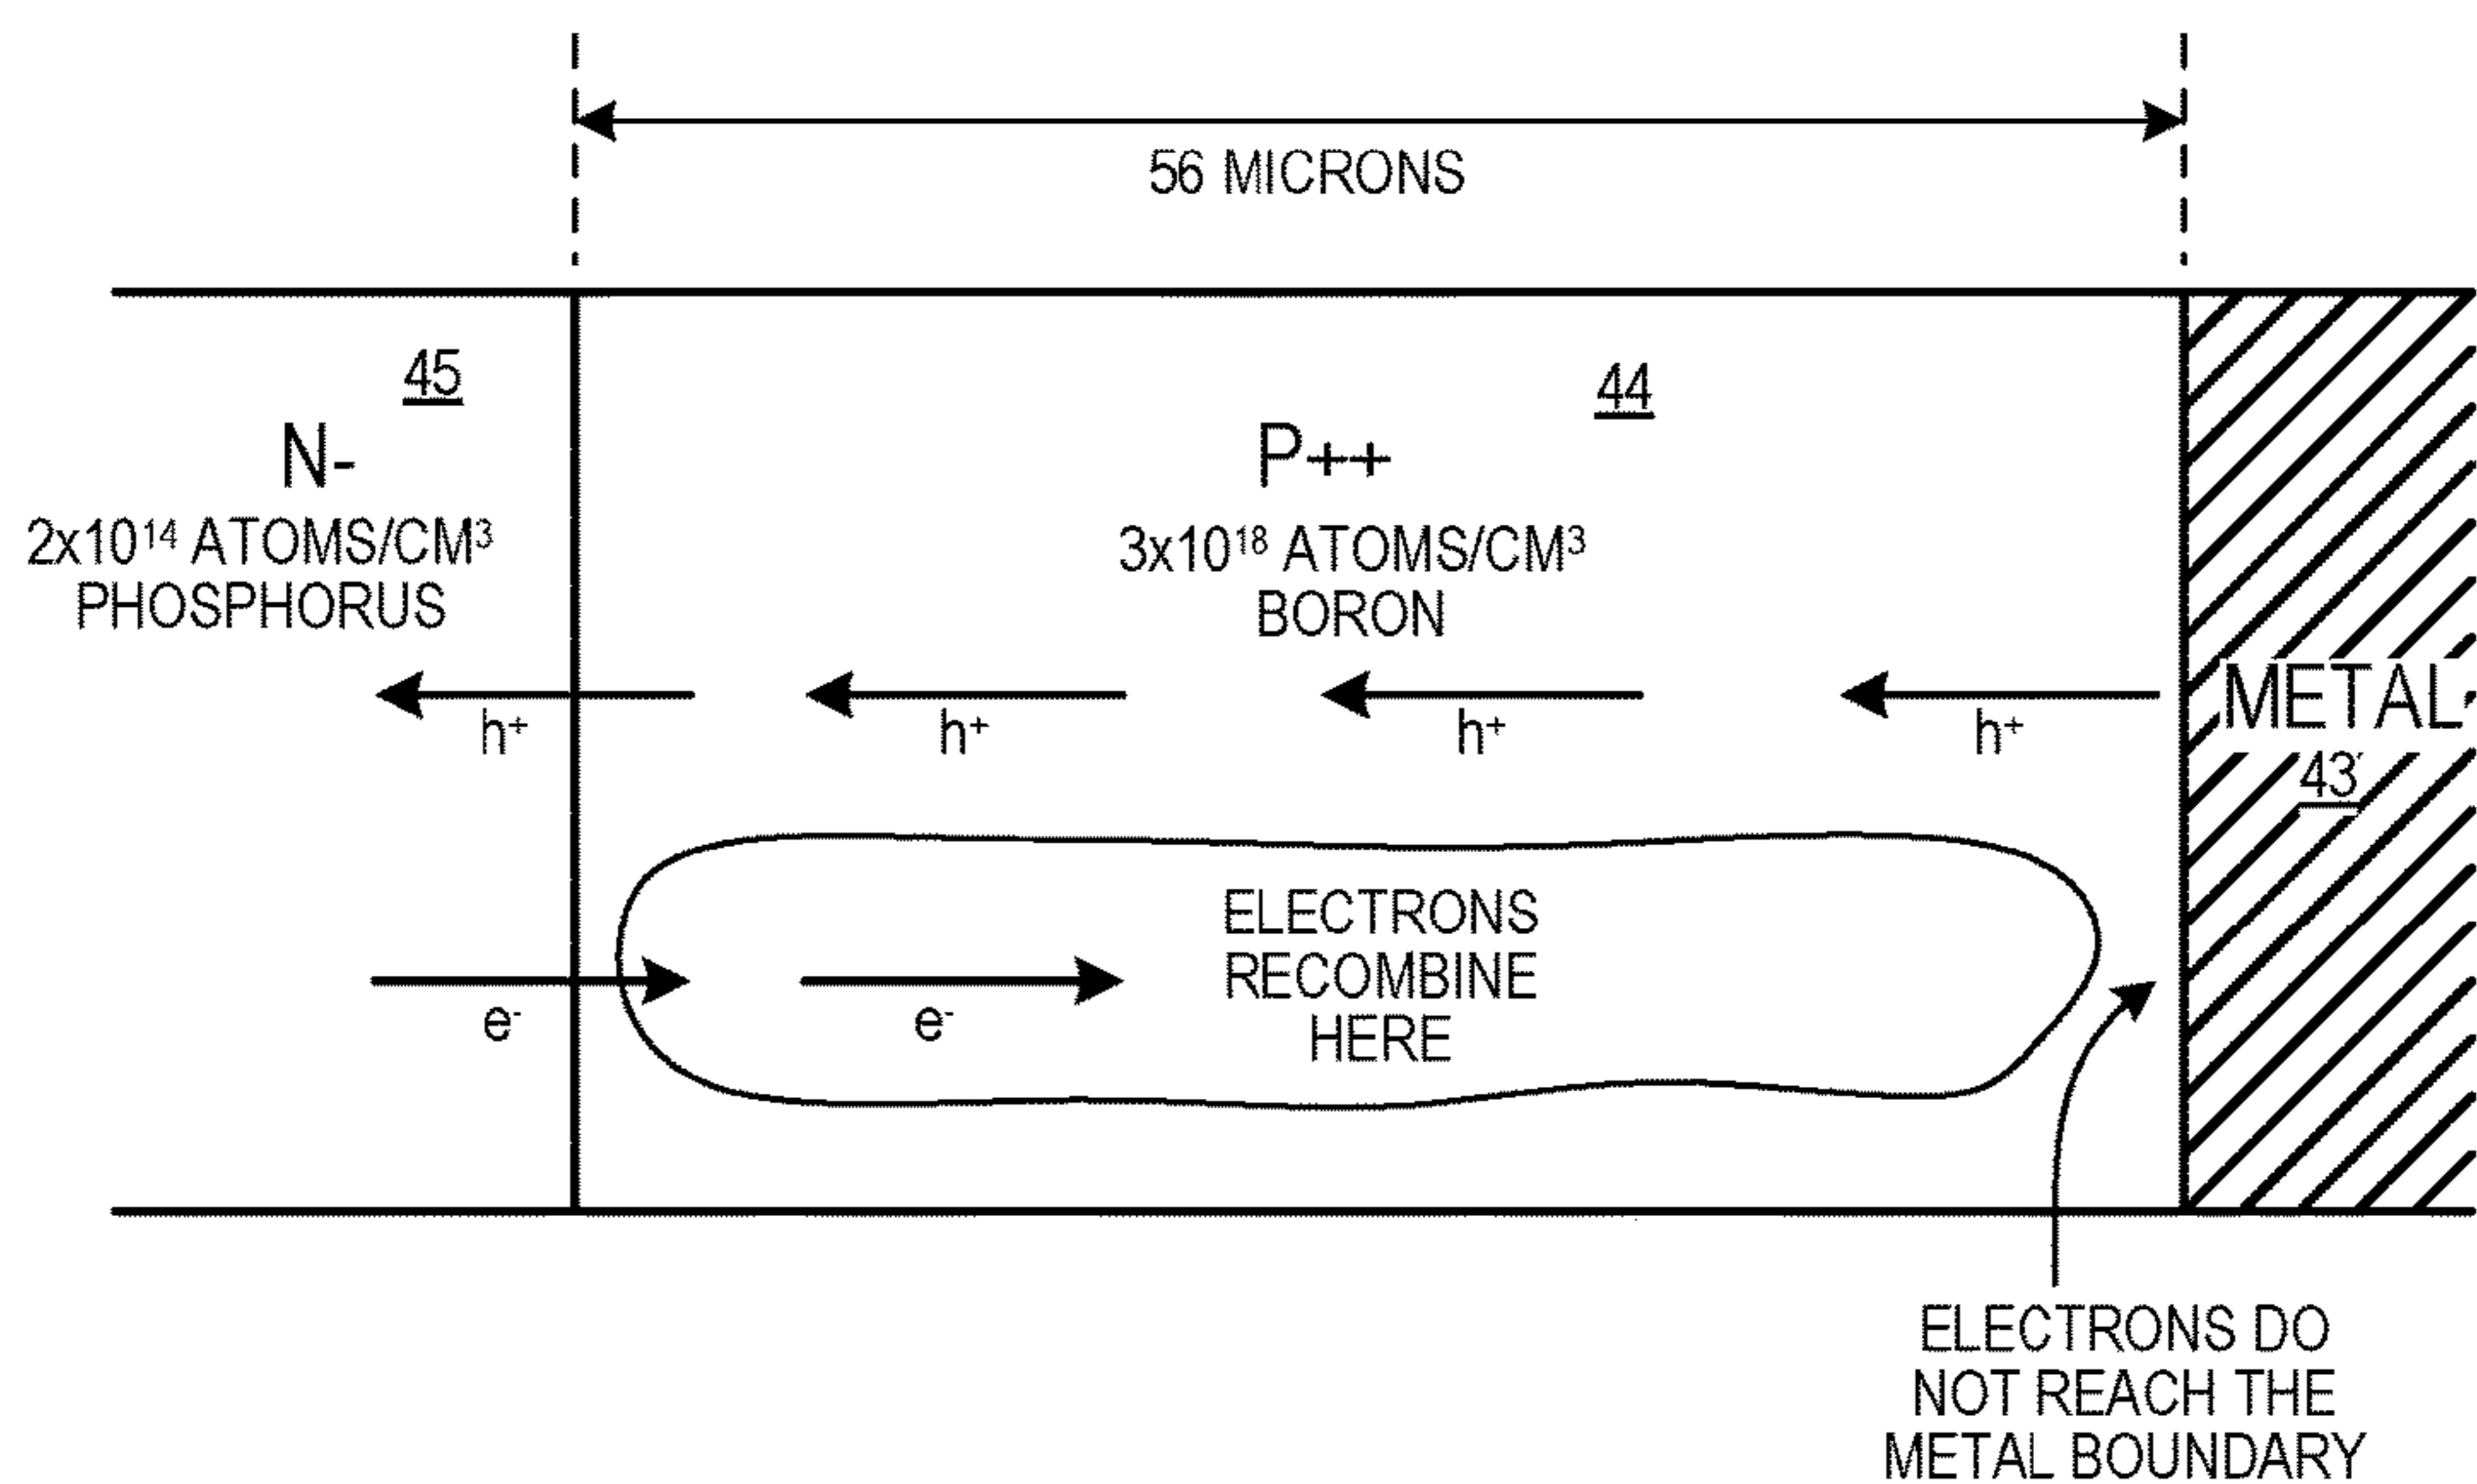 56 MICRONS
45
44
N-
P++
2x10¹⁴ ATOMS/CM³
PHOSPHORUS
3x10¹⁸ ATOMS/CM³
BORON
METAL
43
h⁺
h⁺
h⁺
h⁺
ELECTRONS
RECOMBINE
HERE
e⁻
e⁻
ELECTRONS DO
NOT REACH THE
METAL BOUNDARY